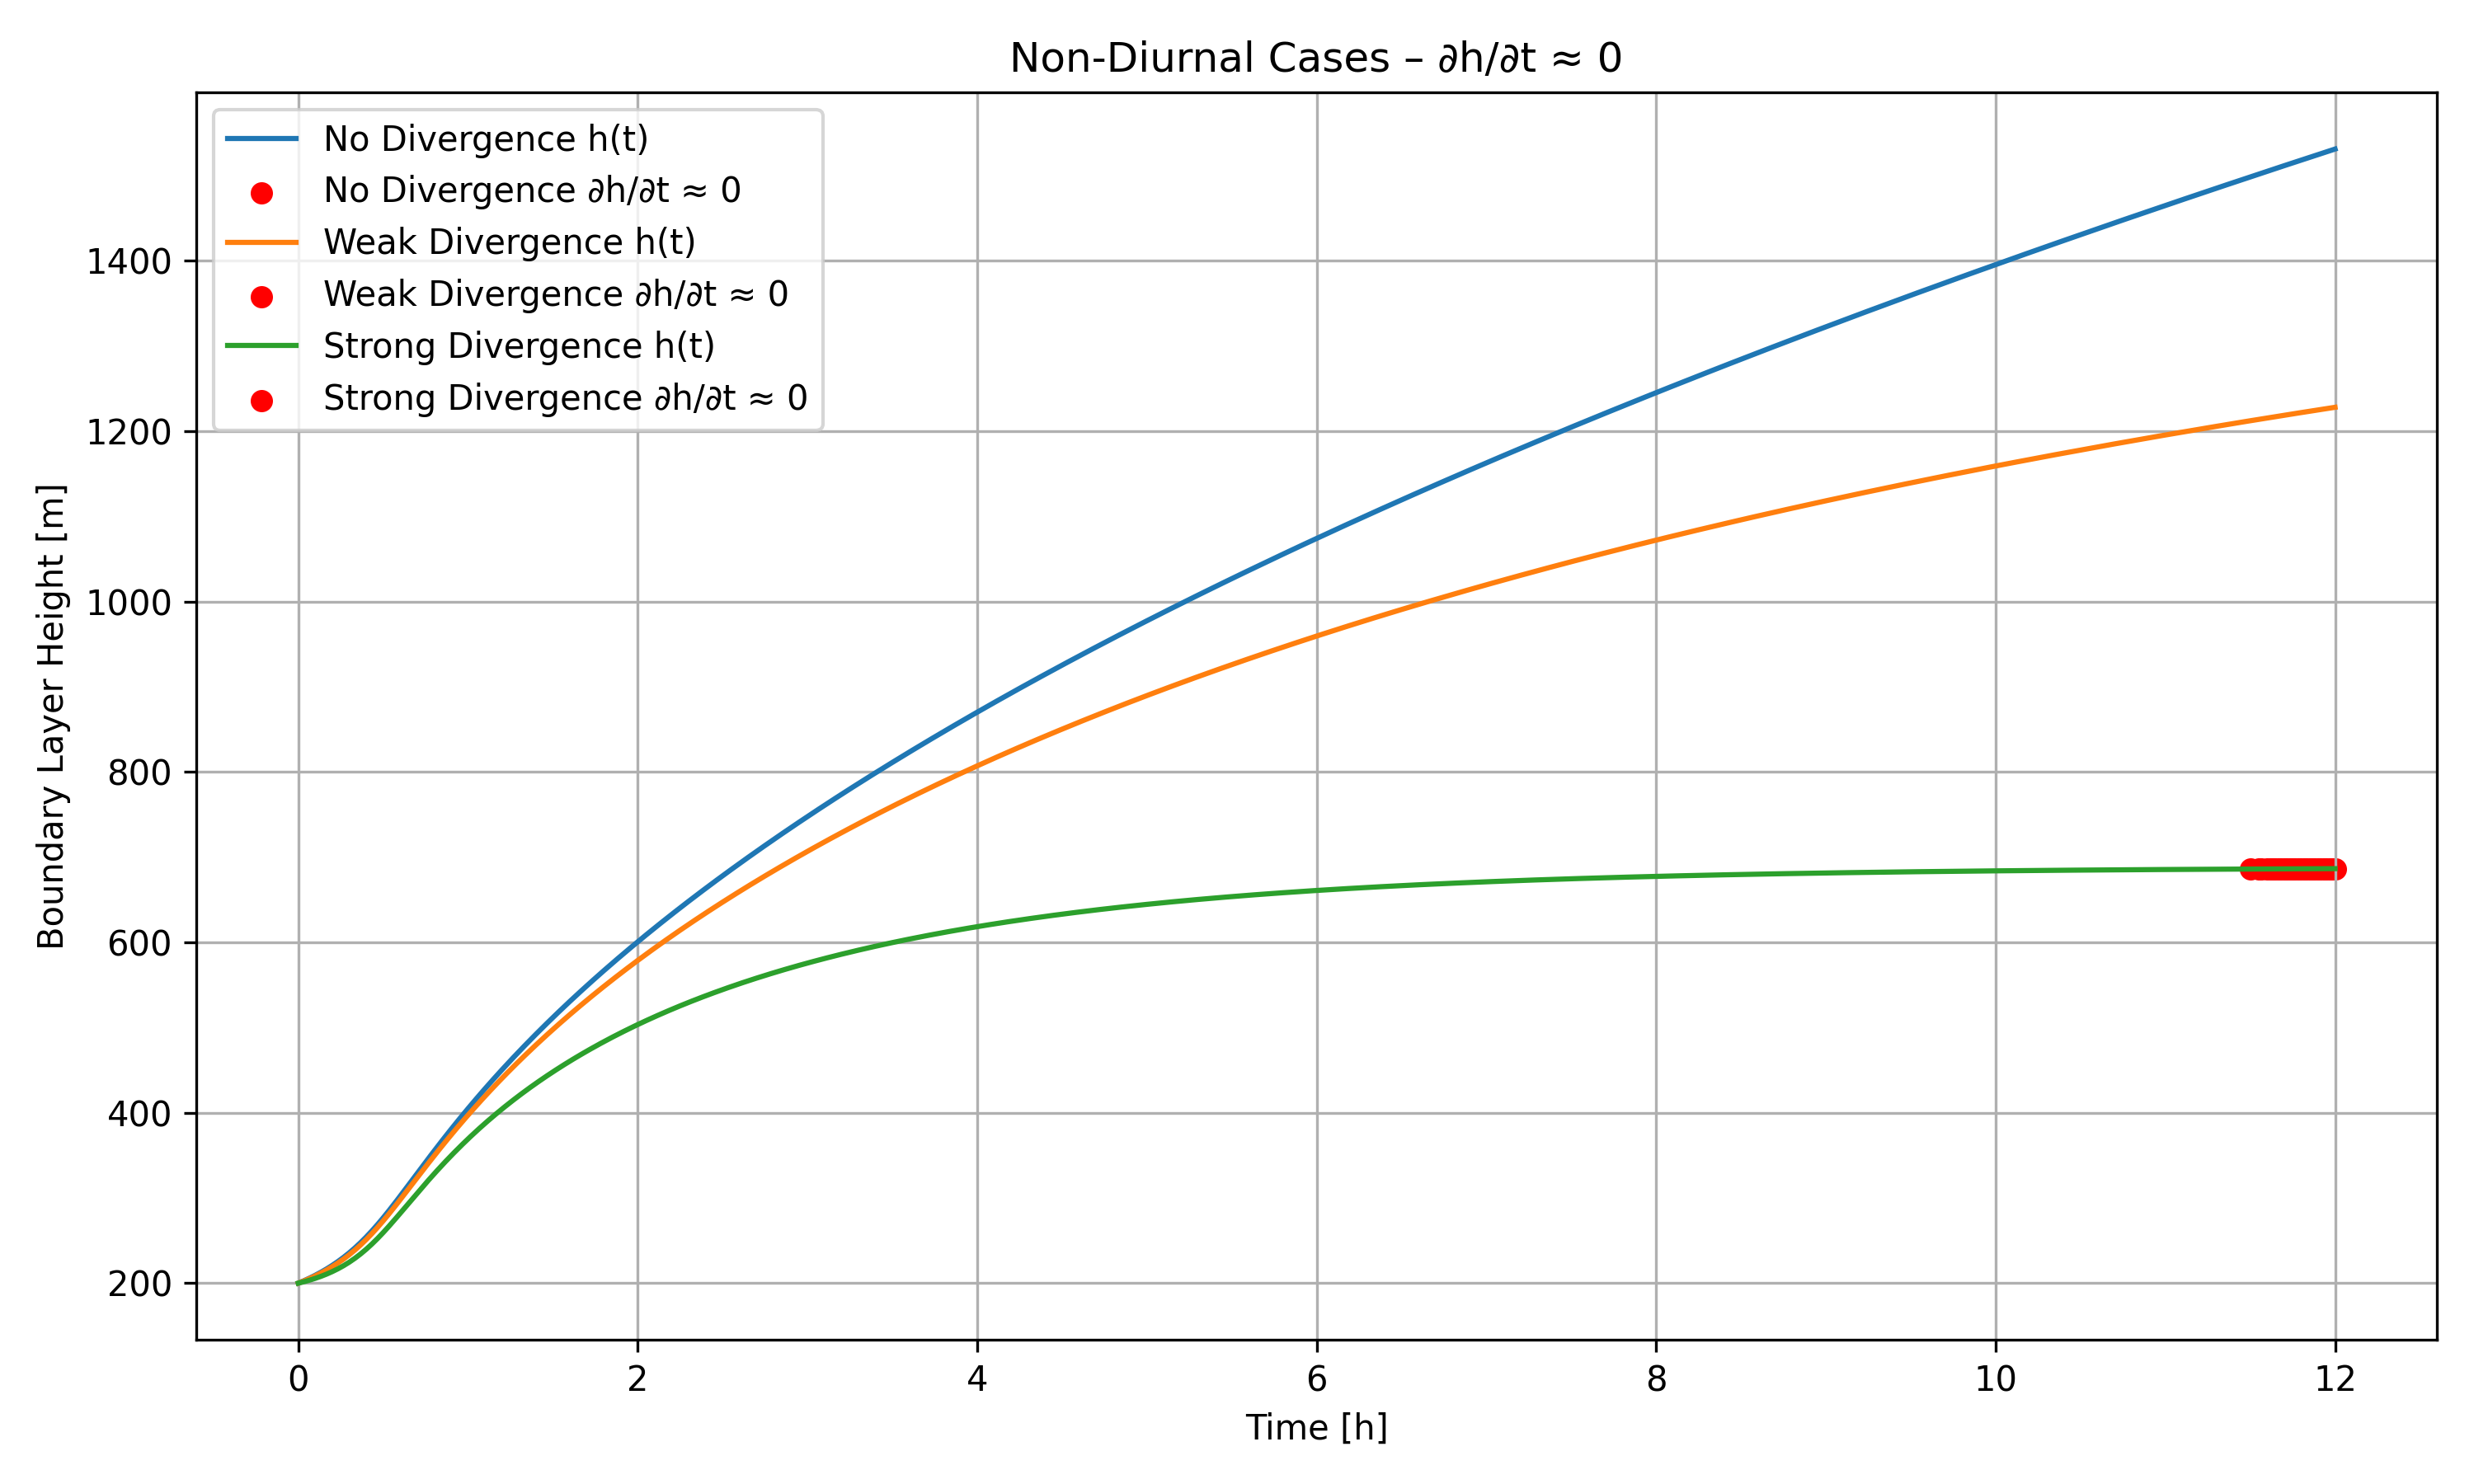 Non-Diurnal Cases – ∂h/∂t ≈ 0
No Divergence h(t)
No Divergence ∂h/∂t ≈ 0
Weak Divergence h(t)
Weak Divergence ∂h/∂t ≈ 0
Strong Divergence h(t)
Strong Divergence ∂h/∂t ≈ 0
Boundary Layer Height [m]
1400
1200
1000
800
600
400
200
0 2 4 6 8 10 12
Time [h]